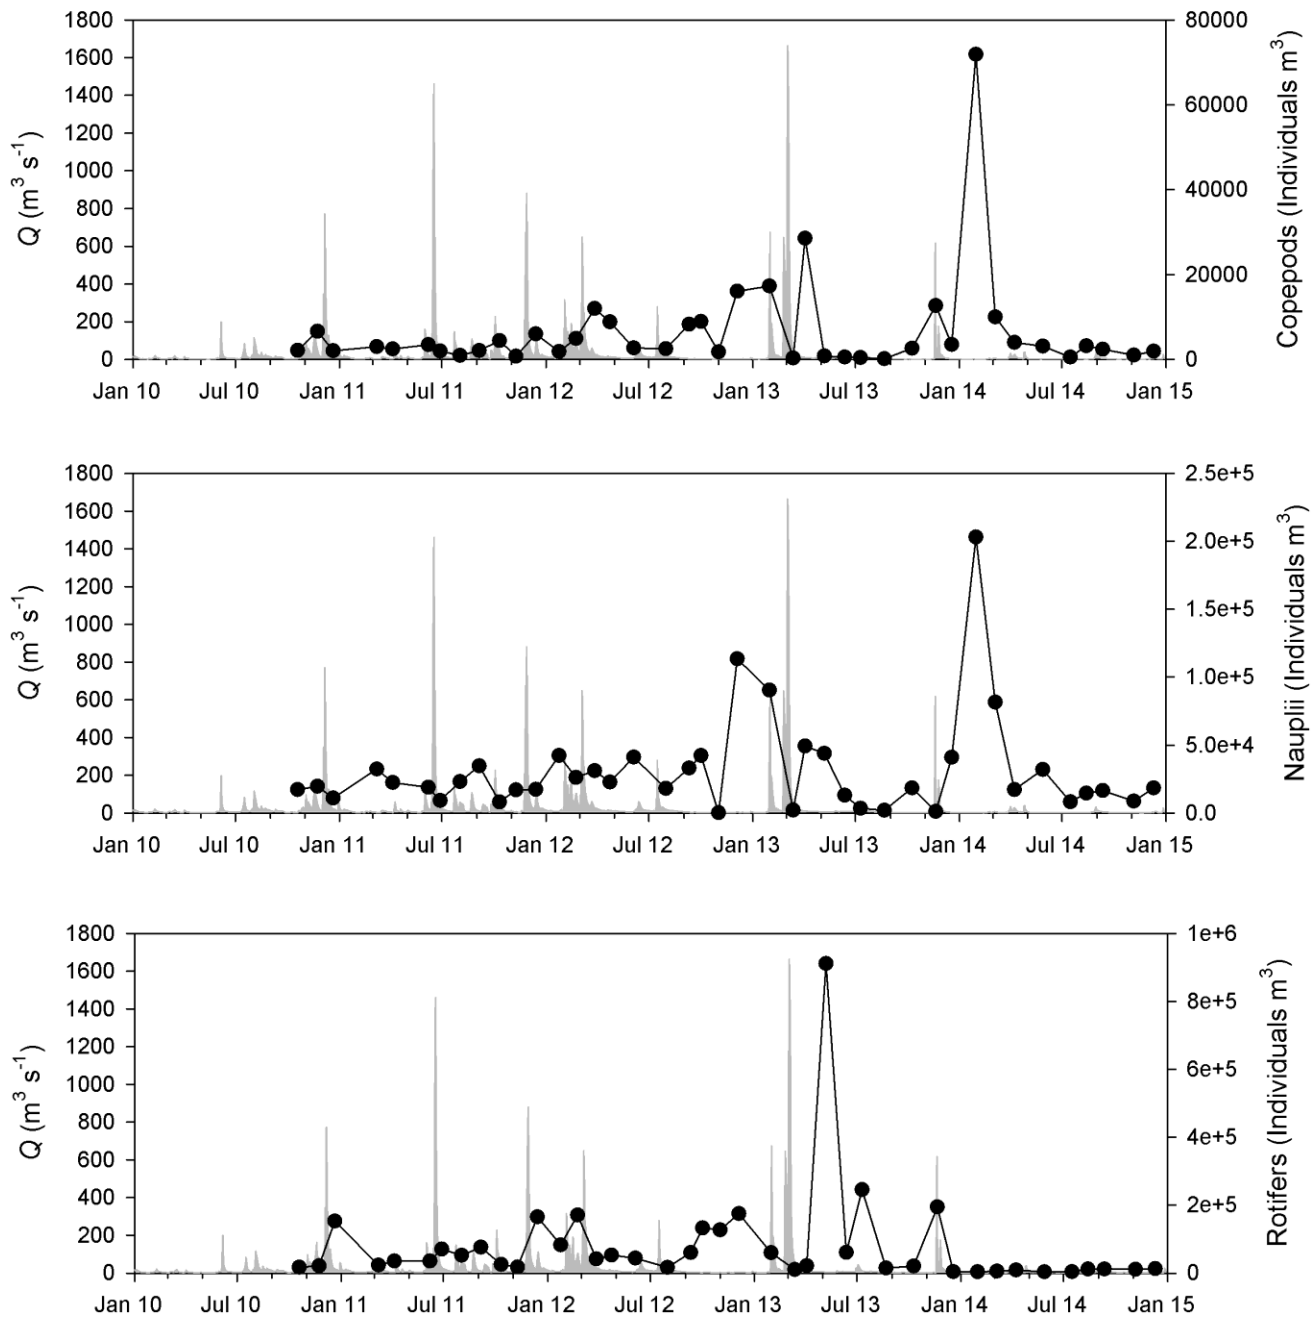 1800
1600
1400
1200
1000
800
600
400
200
0
Q (m³ s⁻¹)
80000
60000
40000
20000
0
Copepods (Individuals m³)
Jan 10 Jul 10 Jan 11 Jul 11 Jan 12 Jul 12 Jan 13 Jul 13 Jan 14 Jul 14 Jan 15
1800
1600
1400
1200
1000
800
600
400
200
0
Q (m³ s⁻¹)
2.5e+5
2.0e+5
1.5e+5
1.0e+5
5.0e+4
0.0
Nauplii (Individuals m³)
Jan 10 Jul 10 Jan 11 Jul 11 Jan 12 Jul 12 Jan 13 Jul 13 Jan 14 Jul 14 Jan 15
1800
1600
1400
1200
1000
800
600
400
200
0
Q (m³ s⁻¹)
1e+6
8e+5
6e+5
4e+5
2e+5
0
Rotifers (Individuals m³)
Jan 10 Jul 10 Jan 11 Jul 11 Jan 12 Jul 12 Jan 13 Jul 13 Jan 14 Jul 14 Jan 15